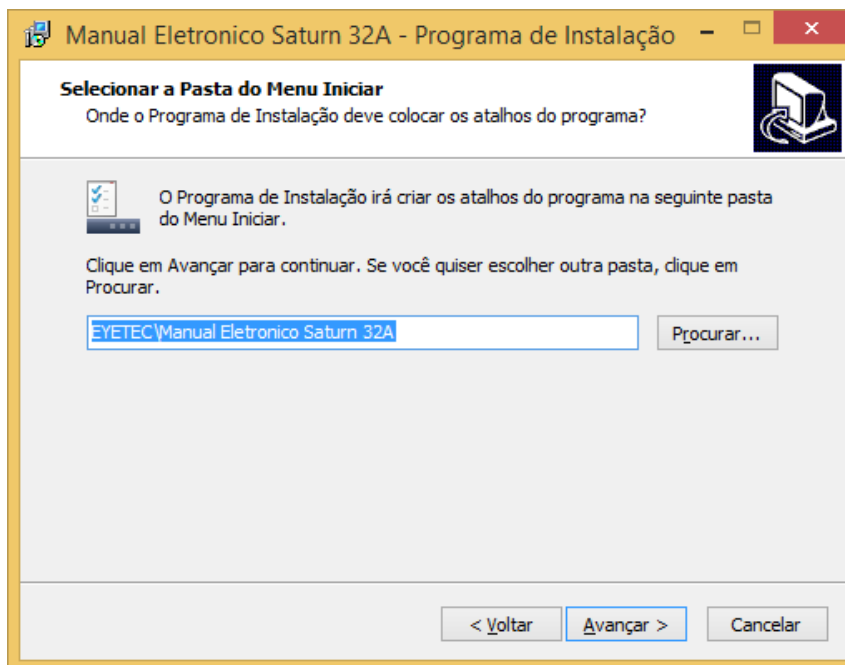 Manual Eletronico Saturn 32A - Programa de Instalação
Selecionar a Pasta do Menu Iniciar
Onde o Programa de Instalação deve colocar os atalhos do programa?
O Programa de Instalação irá criar os atalhos do programa na seguinte pasta
do Menu Iniciar.
Clique em Avançar para continuar. Se você quiser escolher outra pasta, clique em
Procurar.
EYETEC\Manual Eletronico Saturn 32A
Procurar...
< Voltar
Avançar >
Cancelar